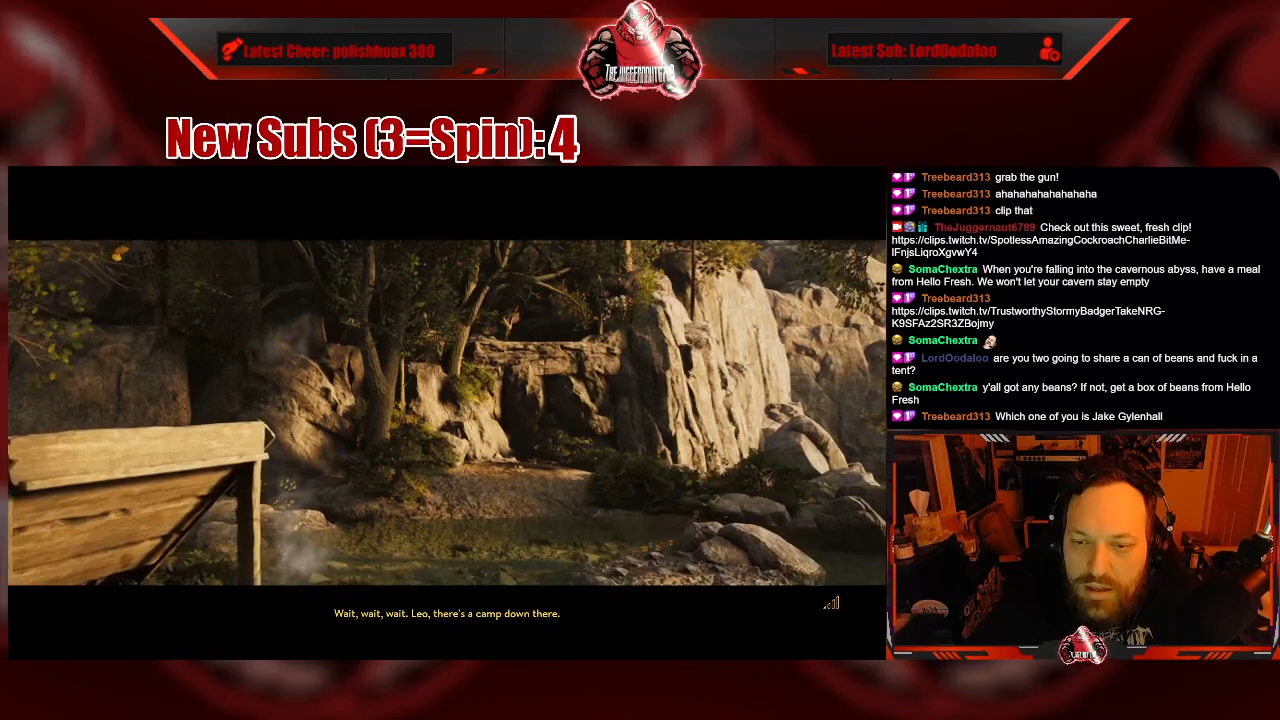 Latest Cheer: polishhoax 300
THEJUGGERNAUT6789
Latest Sub: LordOodaloo
New Subs (3=Spin): 4
Treebeard313 grab the gun!
Treebeard313 ahahahahahahahaha
Treebeard313 clip that
TheJuggernaut6789 Check out this sweet, fresh clip!
https://clips.twitch.tv/SpotlessAmazingCockroachCharlieBitMe-
IFnjsLiqroXgvwY4
SomaChextra When you're falling into the cavernous abyss, have a meal
from Hello Fresh. We won't let your cavern stay empty
Treebeard313
https://clips.twitch.tv/TrustworthyStormyBadgerTakeNRG-
K9SFAz2SR3ZBojmy
SomaChextra
LordOodaloo are you two going to share a can of beans and fuck in a
tent?
SomaChextra y'all got any beans? If not, get a box of beans from Hello
Fresh
Treebeard313 Which one of you is Jake Gylenhall
Wait, wait, wait. Leo, there's a camp down there.